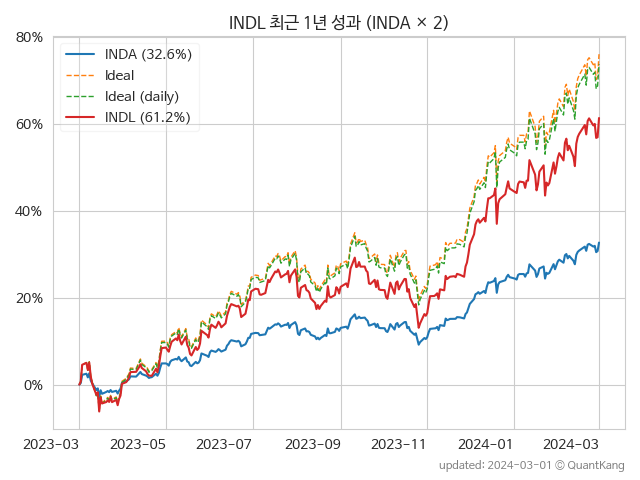 INDL 최근 1년 성과 (INDA × 2)
80%
60%
40%
20%
0%
INDA (32.6%)
Ideal
Ideal (daily)
INDL (61.2%)
2023-03
2023-05
2023-07
2023-09
2023-11
2024-01
2024-03
updated: 2024-03-01 © QuantKang